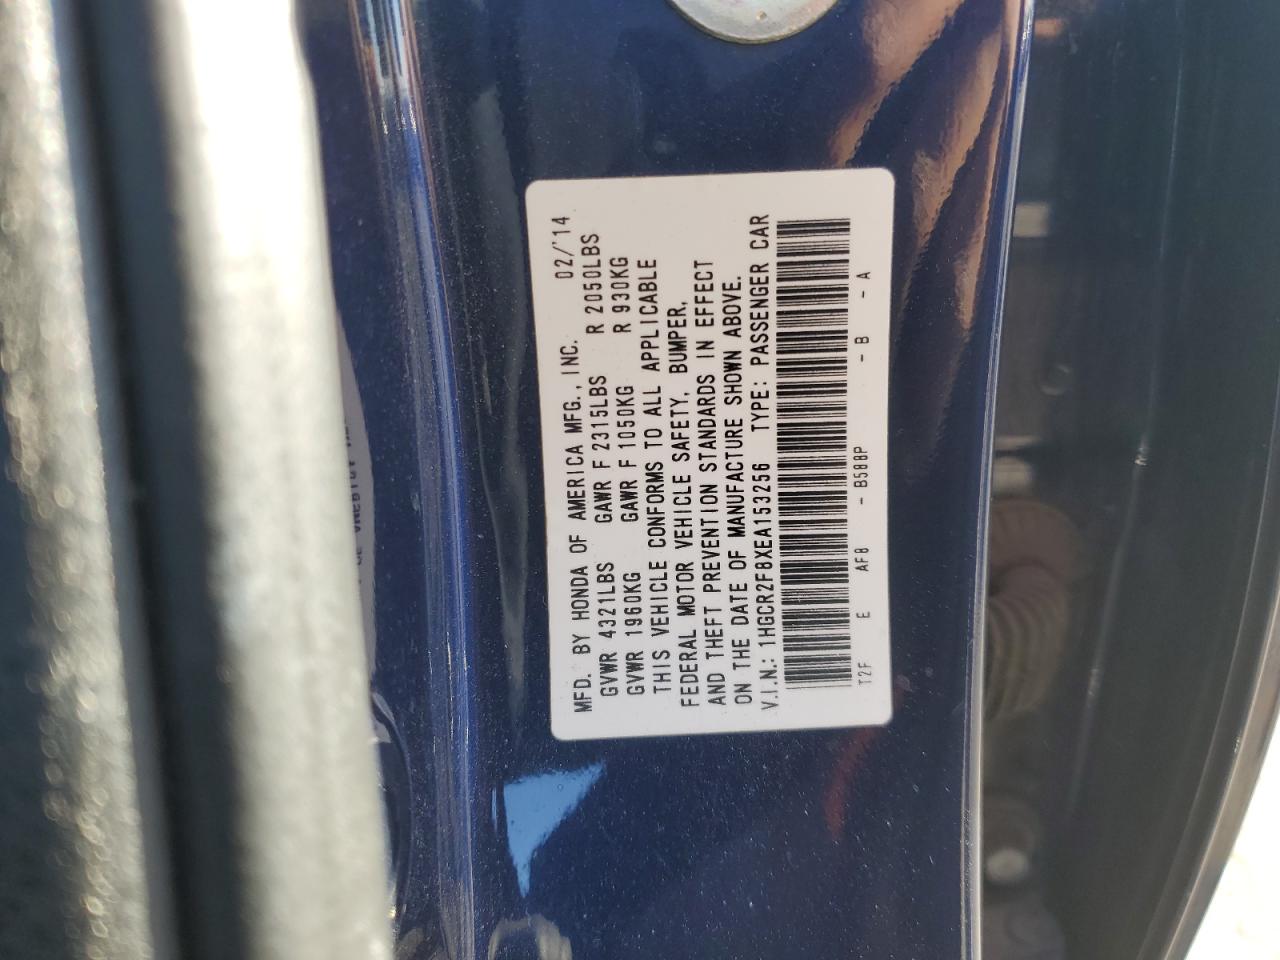 MFD. BY HONDA OF AMERICA MFG., INC. 02/'14
GVWR 4321LBS GAWR F 2315LBS R 2050LBS
GVWR 1960KG GAWR F 1050KG R 930KG
THIS VEHICLE CONFORMS TO ALL APPLICABLE
FEDERAL MOTOR VEHICLE SAFETY, BUMPER,
AND THEFT PREVENTION STANDARDS IN EFFECT
ON THE DATE OF MANUFACTURE SHOWN ABOVE.
V.I.N.: 1HGCR2F8XEA153256 TYPE: PASSENGER CAR
T2F E AF8 - B588P - B - A